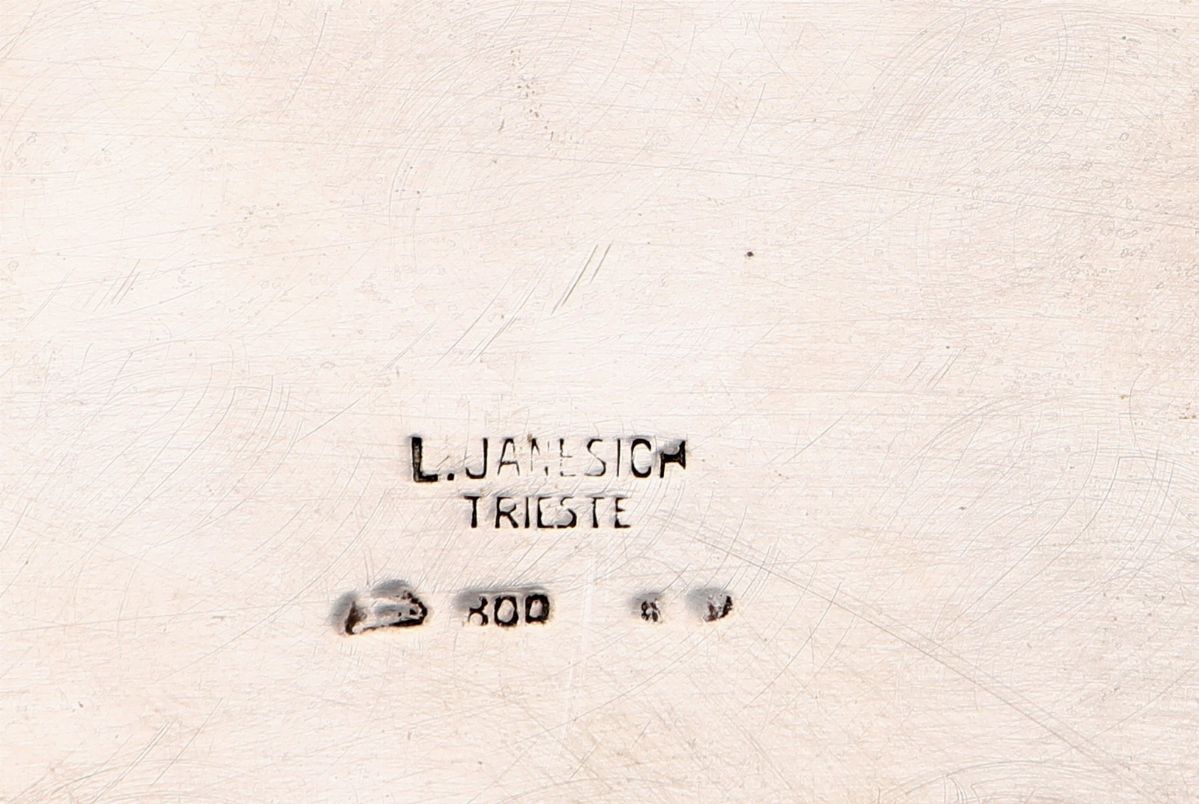 L. JANESICH
TRIESTE
800